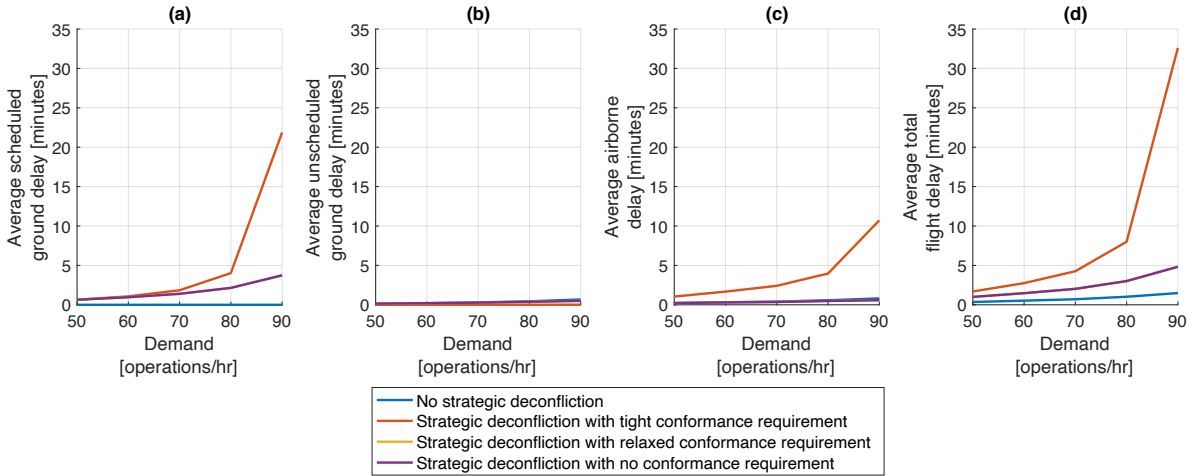 (a)
Average scheduled
ground delay [minutes]
35
30
25
20
15
10
5
0
50 60 70 80 90
Demand
[operations/hr]
(b)
Average unscheduled
ground delay [minutes]
35
30
25
20
15
10
5
0
50 60 70 80 90
Demand
[operations/hr]
(c)
Average airborne
delay [minutes]
35
30
25
20
15
10
5
0
50 60 70 80 90
Demand
[operations/hr]
(d)
Average total
flight delay [minutes]
35
30
25
20
15
10
5
0
50 60 70 80 90
Demand
[operations/hr]
No strategic deconfliction
Strategic deconfliction with tight conformance requirement
Strategic deconfliction with relaxed conformance requirement
Strategic deconfliction with no conformance requirement